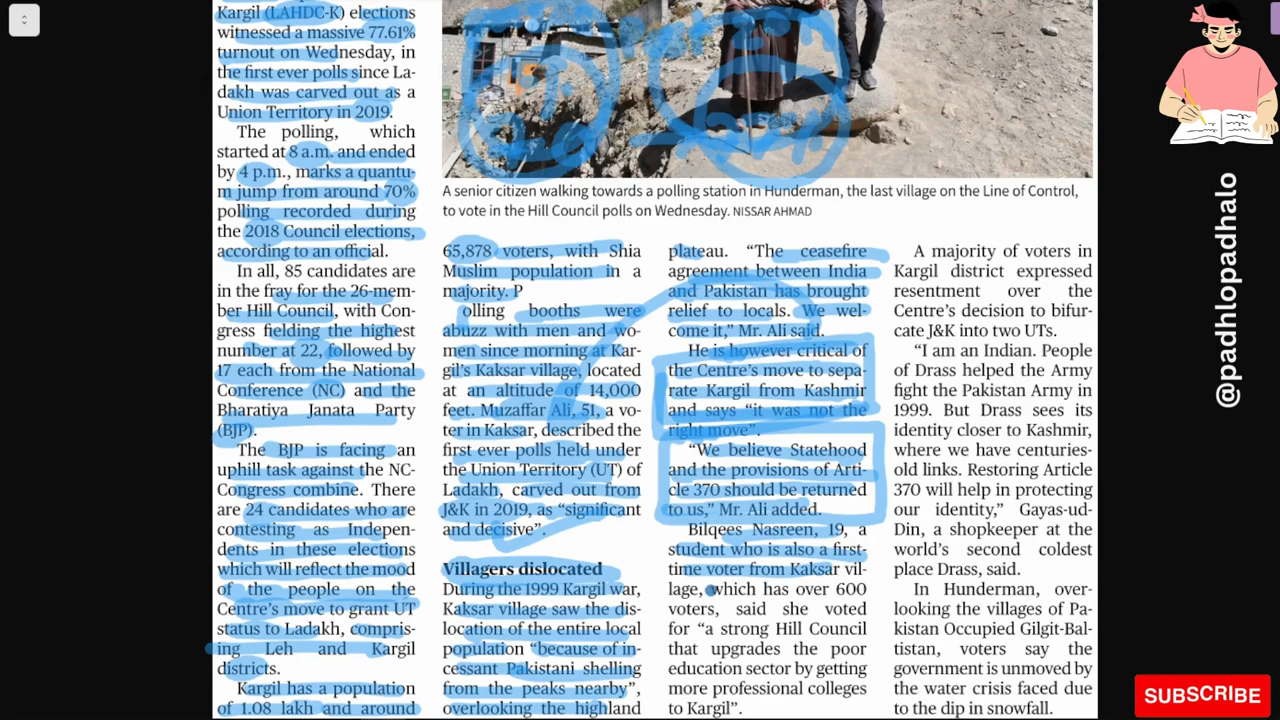 Kargil (LAHDC-K) elections
witnessed a massive 77.61%
turnout on Wednesday, in
the first ever polls since La-
dakh was carved out as a
Union Territory in 2019.
The polling, which
started at 8 a.m. and ended
by 4 p.m., marks a quantu-
m jump from around 70%
polling recorded during
the 2018 Council elections,
according to an official.
In all, 85 candidates are
in the fray for the 26-mem-
ber Hill Council, with Con-
gress fielding the highest
number at 22, followed by
17 each from the National
Conference (NC) and the
Bharatiya Janata Party
(BJP).
The BJP is facing an
uphill task against the NC-
Congress combine. There
are 24 candidates who are
contesting as Indepen-
dents in these elections
which will reflect the mood
of the people on the
Centre's move to grant UT
status to Ladakh, compris-
ing Leh and Kargil
districts.
Kargil has a population
of 1.08 lakh and around
A senior citizen walking towards a polling station in Hunderman, the last village on the Line of Control,
to vote in the Hill Council polls on Wednesday. NISSAR AHMAD
65,878 voters, with Shia
Muslim population in a
majority. P
olling booths were
abuzz with men and wo-
men since morning at Kar-
gil's Kaksar village, located
at an altitude of 14,000
feet. Muzaffar Ali, 51, a vo-
ter in Kaksar, described the
first ever polls held under
the Union Territory (UT) of
Ladakh, carved out from
J&K in 2019, as "significant
and decisive".
Villagers dislocated
During the 1999 Kargil war,
Kaksar village saw the dis-
location of the entire local
population "because of in-
cessant Pakistani shelling
from the peaks nearby",
overlooking the highland
plateau. "The ceasefire
agreement between India
and Pakistan has brought
relief to locals. We wel-
come it," Mr. Ali said.
He is however critical of
the Centre's move to sepa-
rate Kargil from Kashmir
and says "it was not the
right move".
"We believe Statehood
and the provisions of Arti-
cle 370 should be returned
to us," Mr. Ali added.
Bilqees Nasreen, 19, a
student who is also a first-
time voter from Kaksar vil-
lage, which has over 600
voters, said she voted
for "a strong Hill Council
that upgrades the poor
education sector by getting
more professional colleges
to Kargil".
A majority of voters in
Kargil district expressed
resentment over the
Centre's decision to bifur-
cate J&K into two UTs.
"I am an Indian. People
of Drass helped the Army
fight the Pakistan Army in
1999. But Drass sees its
identity closer to Kashmir,
where we have centuries-
old links. Restoring Article
370 will help in protecting
our identity," Gayas-ud-
Din, a shopkeeper at the
world's second coldest
place Drass, said.
In Hunderman, over-
looking the villages of Pa-
kistan Occupied Gilgit-Bal-
tistan, voters say the
government is unmoved by
the water crisis faced due
to the dip in snowfall.
@padhlopadhalo
SUBSCRIBE